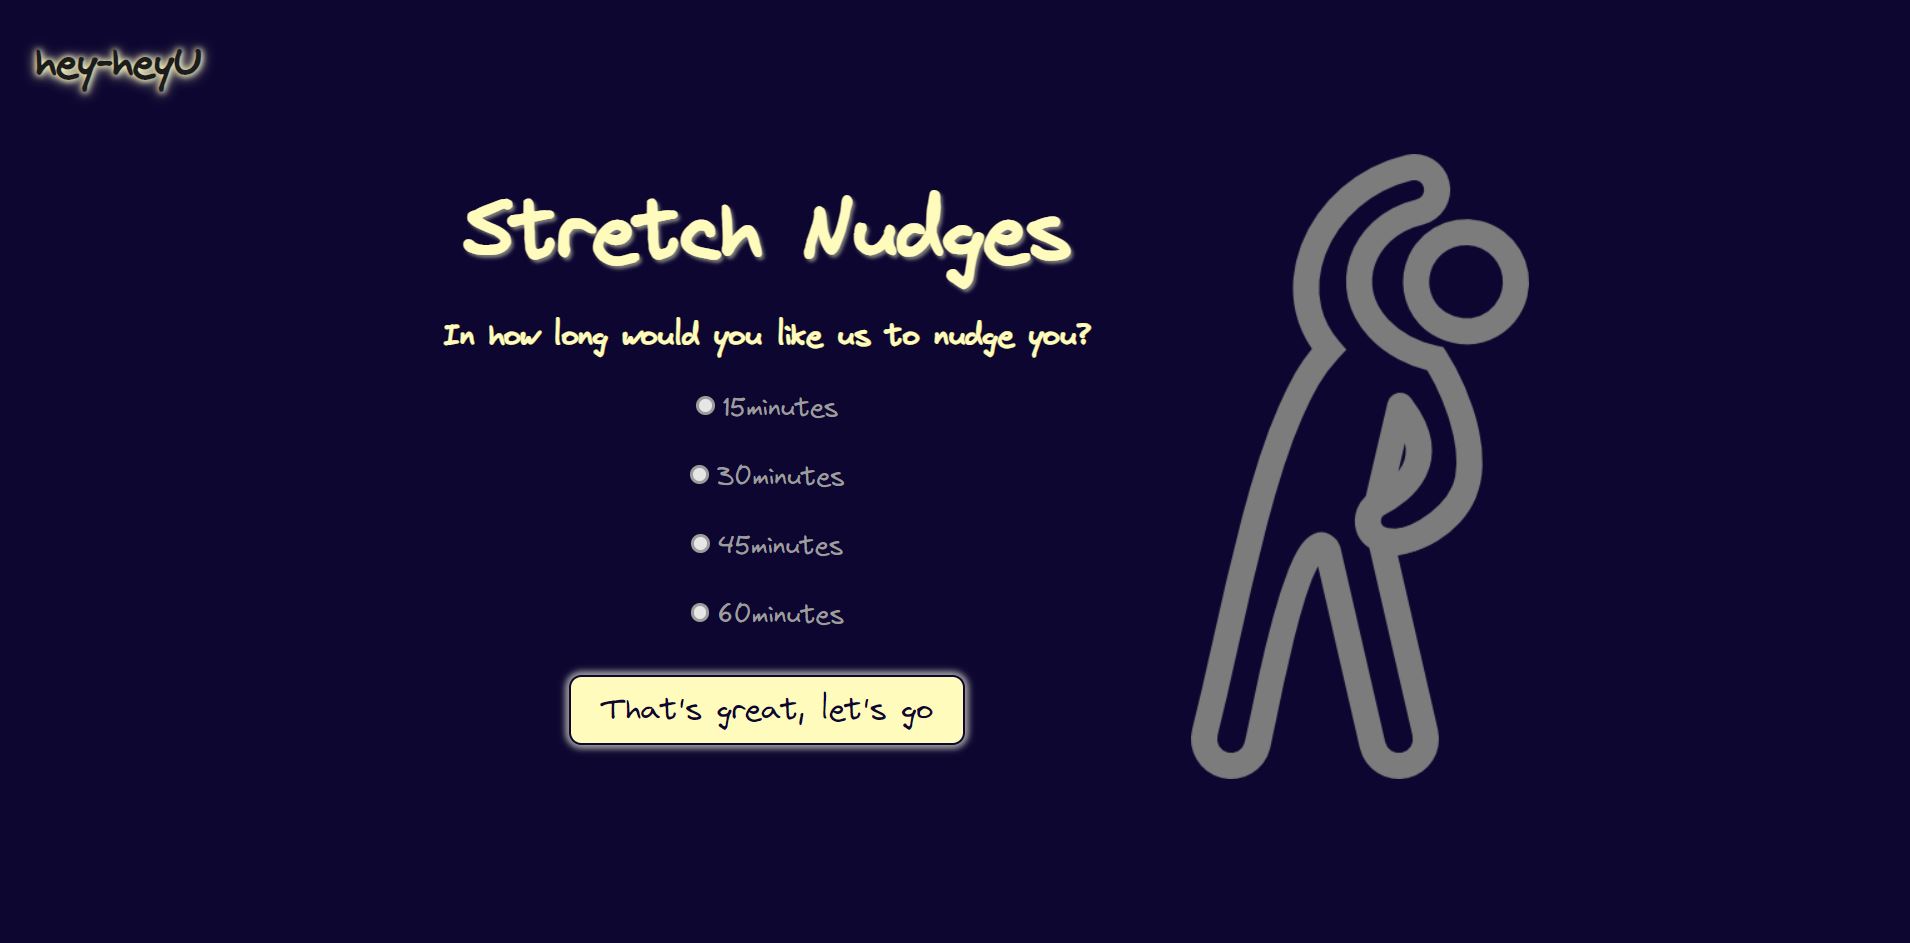 hey-heyU
Stretch Nudges
In how long would you like us to nudge you?
15minutes
30minutes
45minutes
60minutes
That's great, let's go